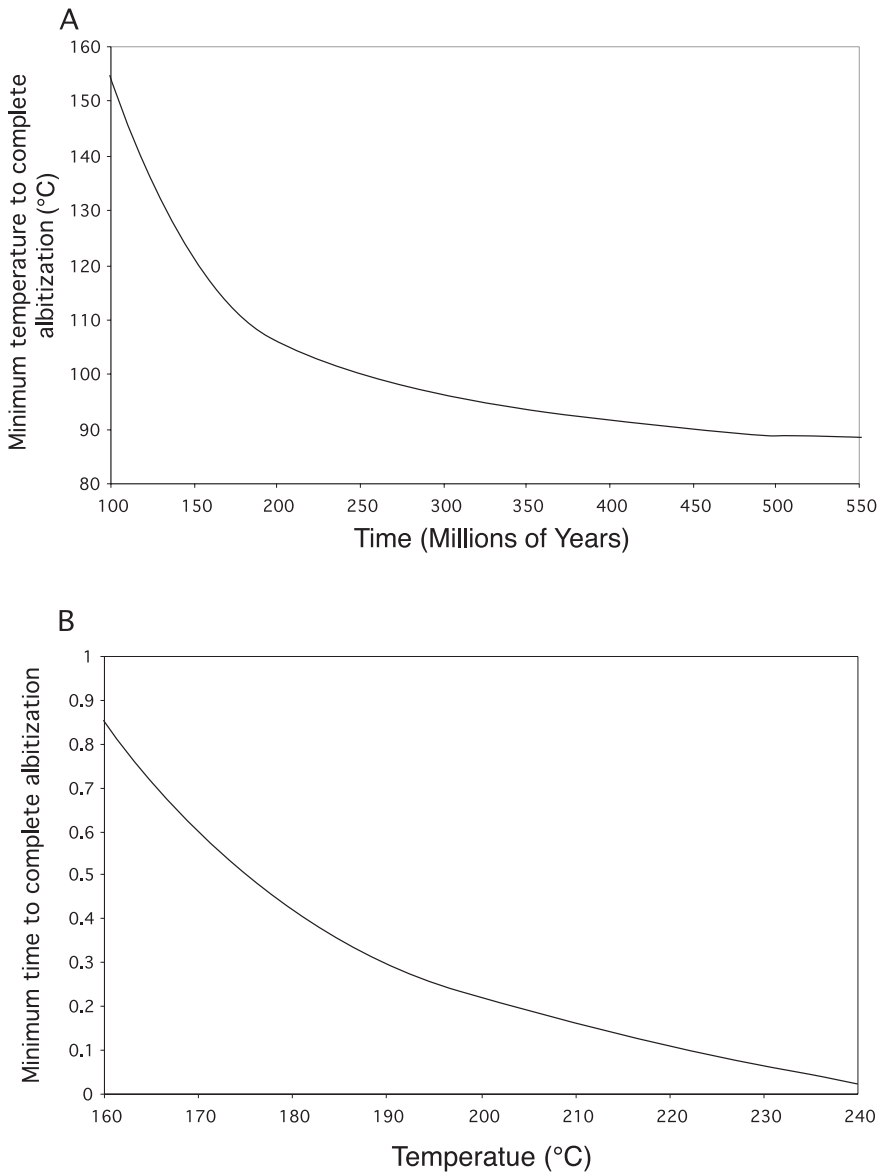 A
160
150
140
130
120
110
100
90
80
Minimum temperature to complete
albitization (°C)
100 150 200 250 300 350 400 450 500 550
Time (Millions of Years)
B
1
0.9
0.8
0.7
0.6
0.5
0.4
0.3
0.2
0.1
0
Minimum time to complete albitization
160 170 180 190 200 210 220 230 240
Temperatue (°C)